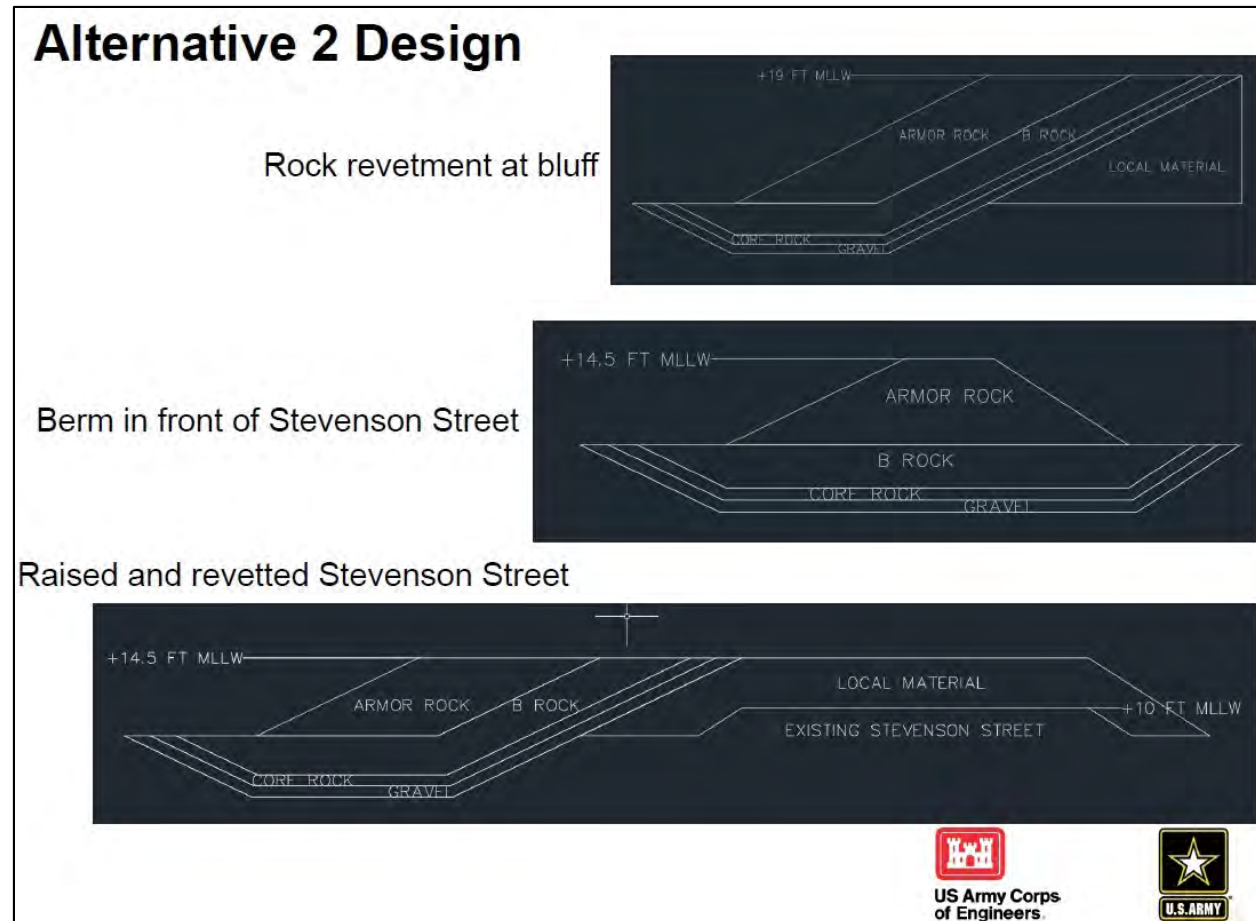 Alternative 2 Design
Rock revetment at bluff
+19 FT MLLW
ARMOR ROCK
B ROCK
LOCAL MATERIAL
CORE ROCK
GRAVEL
Berm in front of Stevenson Street
+14.5 FT MLLW
ARMOR ROCK
B ROCK
CORE ROCK
GRAVEL
Raised and revetted Stevenson Street
+14.5 FT MLLW
ARMOR ROCK
B ROCK
LOCAL MATERIAL
+10 FT MLLW
EXISTING STEVENSON STREET
CORE ROCK
GRAVEL
US Army Corps
of Engineers®
U.S.ARMY